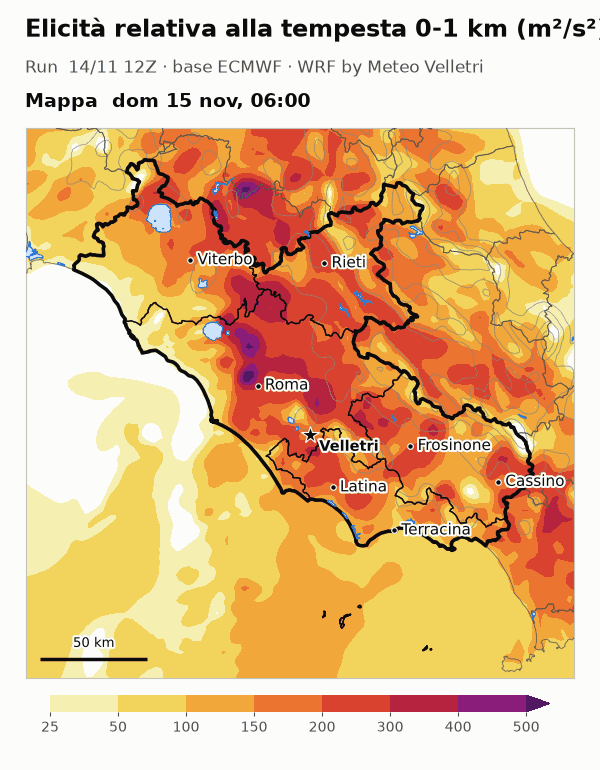 Elicità relativa alla tempesta 0-1 km (m²/s²)
Run 14/11 12Z · base ECMWF · WRF by Meteo Velletri
Mappa dom 15 nov, 06:00
Viterbo
Rieti
Roma
Velletri
Frosinone
Cassino
Latina
Terracina
50 km
25 50 100 150 200 300 400 500